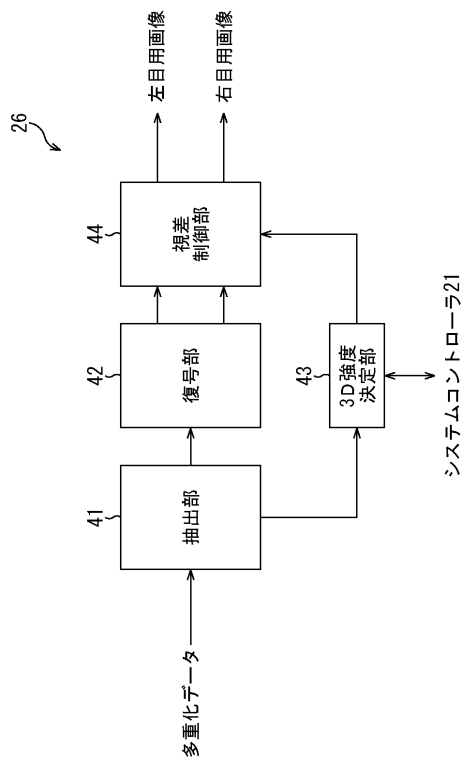 26
多重化データ
41
抽出部
42
復号部
44
視差
制御部
左目用画像
右目用画像
43
3D強度
決定部
システムコントローラ21